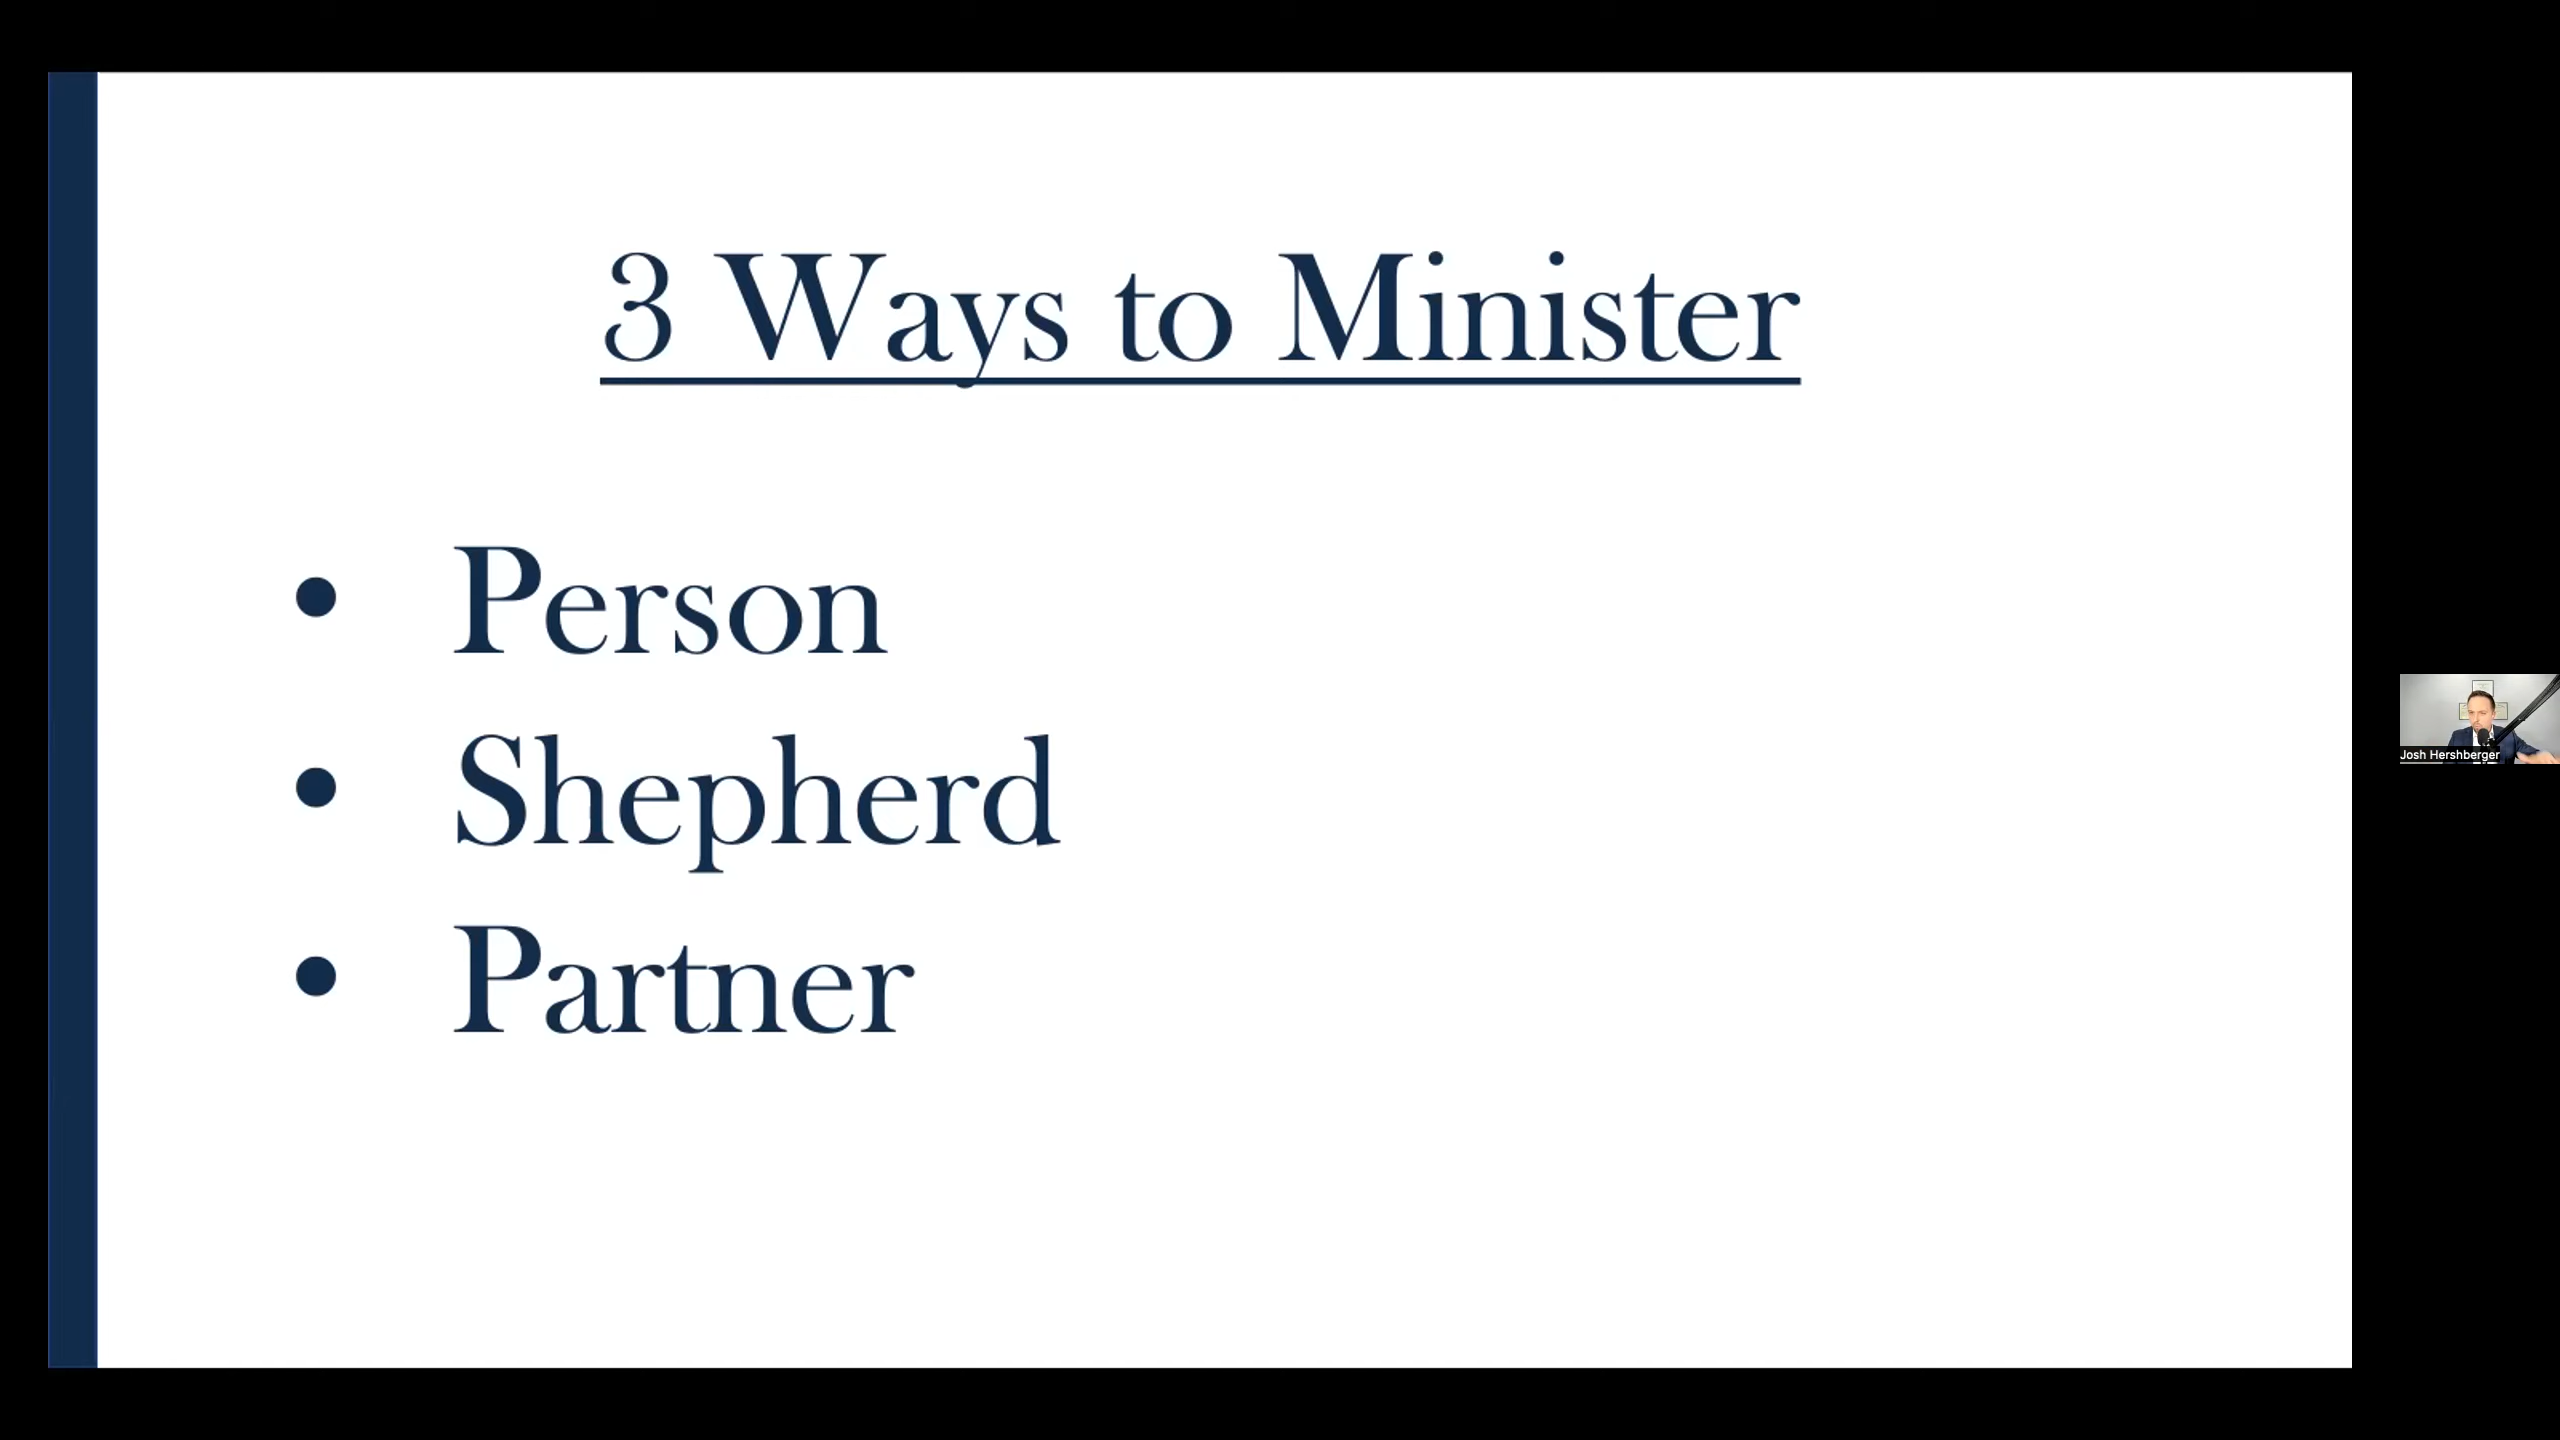 3 Ways to Minister
• Person
• Shepherd
• Partner
Josh Hershberger